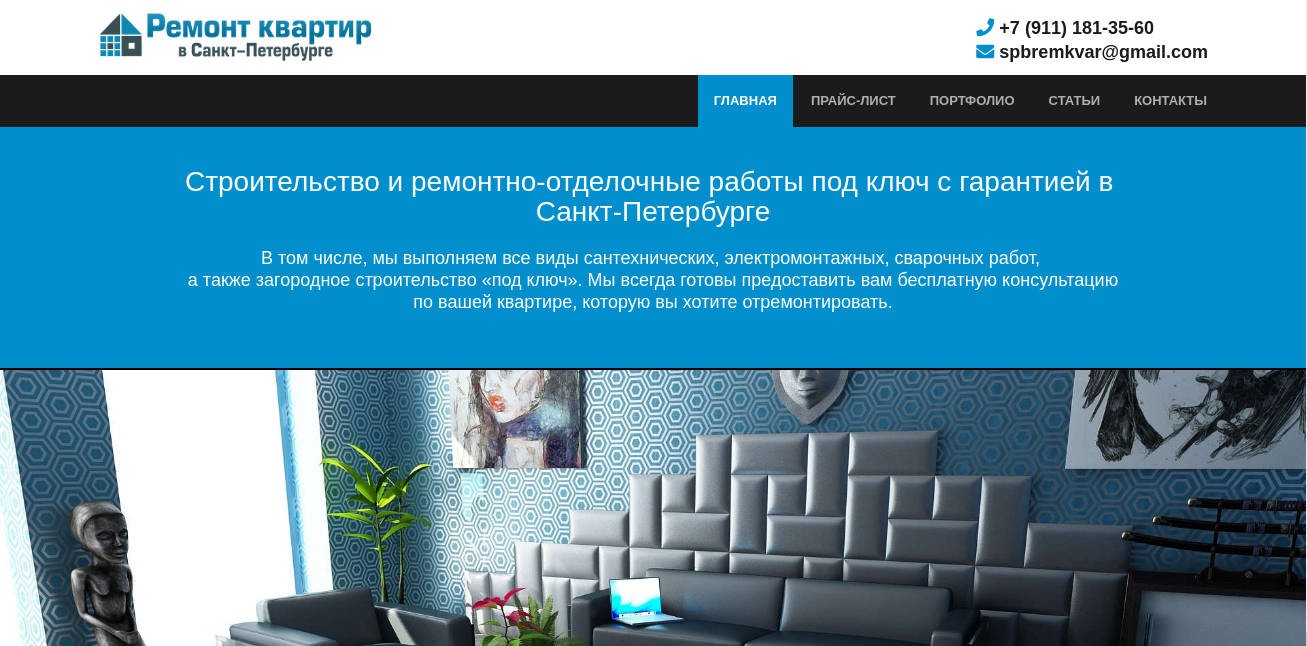 Ремонт квартир
в Санкт-Петербурге
+7 (911) 181-35-60
spbremkvar@gmail.com
ГЛАВНАЯ ПРАЙС-ЛИСТ ПОРТФОЛИО СТАТЬИ КОНТАКТЫ
Строительство и ремонтно-отделочные работы под ключ с гарантией в
Санкт-Петербурге
В том числе, мы выполняем все виды сантехнических, электромонтажных, сварочных работ,
а также загородное строительство «под ключ». Мы всегда готовы предоставить вам бесплатную консультацию
по вашей квартире, которую вы хотите отремонтировать.